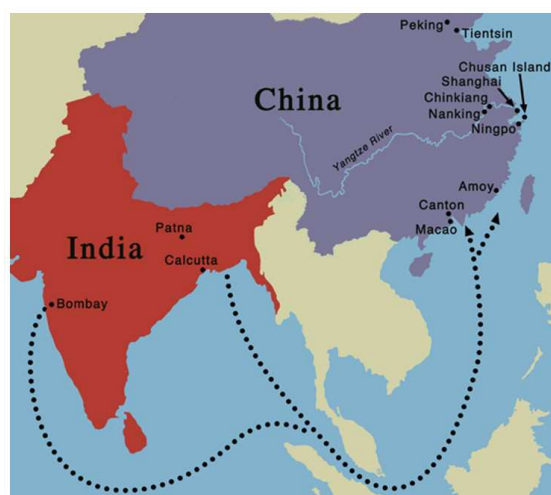 Peking
Tientsin
Chusan Island
Shanghai
China
Chinkiang
Nanking
Ningpo
Yangtze River
Amoy
Canton
Patna
Macao
India
Calcutta
Bombay